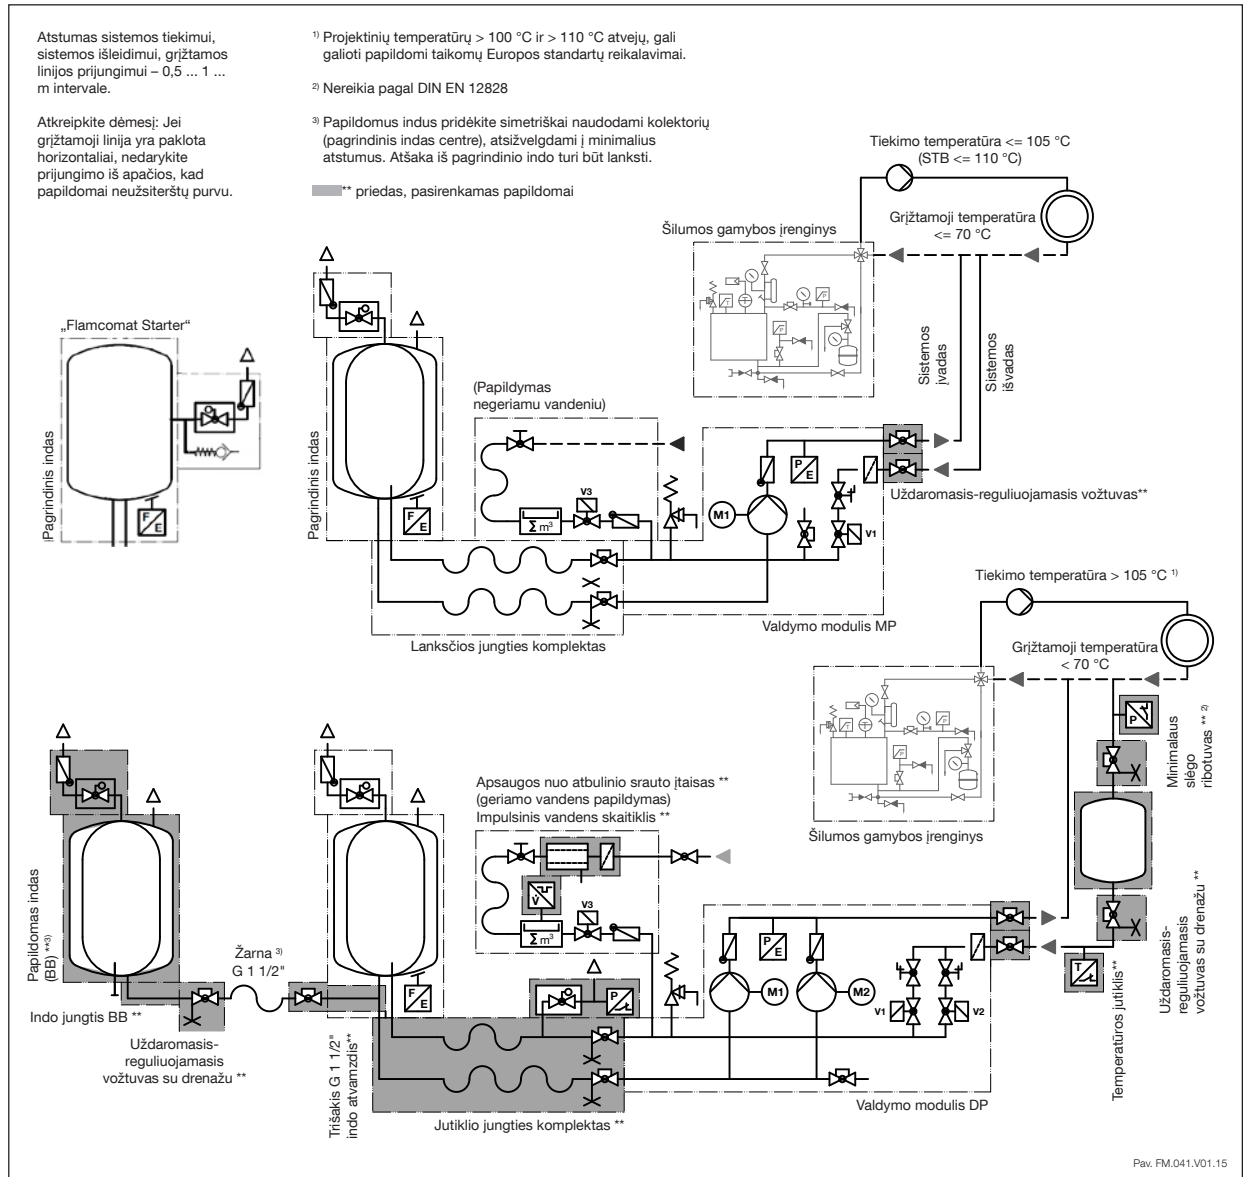 Atstumas sistemos tiekimui,
sistemos išleidimui, grįžtamos
linijos prijungimui – 0,5 ... 1 ...
m intervale.
Atkreipkite dėmesį: Jei
grįžtamoji linija yra paklota
horizontaliai, nedarykite
prijungimo iš apačios, kad
papildomai neužsiterštų purvu.
1) Projektinių temperatūrų > 100 °C ir > 110 °C atvejų, gali
galioti papildomi taikomų Europos standartų reikalavimai.
2) Nereikia pagal DIN EN 12828
3) Papildomus indus pridėkite simetriškai naudodami kolektorių
(pagrindinis indas centre), atsižvelgdami į minimalius
atstumus. Atšaka iš pagrindinio indo turi būt lanksti.
** priedas, pasirenkamas papildomai
Tiekimo temperatūra <= 105 °C
(STB <= 110 °C)
Grįžtamoji temperatūra
<= 70 °C
Šilumos gamybos įrenginys
Sistemos
įvadas
Sistemos
išvadas
„Flamcomat Starter“
Pagrindinis indas
F
E
Pagrindinis indas
F
E
(Papildymas
negeriamu vandeniu)
V3
Σ m³
P
E
M1
V1
Uždaromasis-reguliuojamasis vožtuvas**
Valdymo modulis MP
Lanksčios jungties komplektas
Tiekimo temperatūra > 105 °C 1)
Grįžtamoji temperatūra
< 70 °C
Šilumos gamybos įrenginys
P
Minimalaus
slėgo
ribotuvas ** 2)
Uždaromasis-
reguliuojamasis
vožtuvas su drenažu **
T
Temperatūros jutiklis**
Papildomas indas
(BB) **3)
Indo jungtis BB **
Žarna 3)
G 1 1/2"
Uždaromasis-
reguliuojamasis
vožtuvas su drenažu **
Trišakis G 1 1/2"
indo atvamzdis**
F
E
Apsaugos nuo atbulinio srauto įtaisas **
(geriamo vandens papildymas)
Impulsinis vandens skaitiklis **
V
V3
Σ m³
P
P
E
M1
M2
V1
V2
Valdymo modulis DP
Jutiklio jungties komplektas **
Pav. FM.041.V01.15